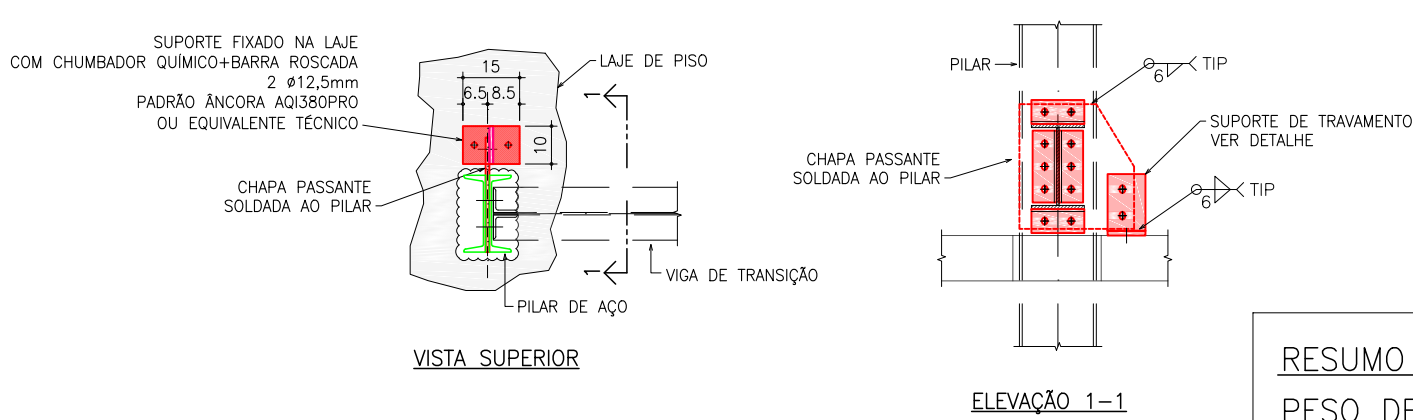 SUPORTE FIXADO NA LAJE
COM CHUMBADOR QUÍMICO+BARRA ROSCADA
2 ø12,5mm
PADRÃO ÂNCORA AQI380PRO
OU EQUIVALENTE TÉCNICO
15
6.5 8.5
10
1
1
LAJE DE PISO
CHAPA PASSANTE
SOLDADA AO PILAR
VIGA DE TRANSIÇÃO
PILAR DE AÇO
VISTA SUPERIOR
PILAR
6
TIP
SUPORTE DE TRAVAMENTO
VER DETALHE
CHAPA PASSANTE
SOLDADA AO PILAR
6
TIP
ELEVAÇÃO 1-1
RESUMO
PESO DE